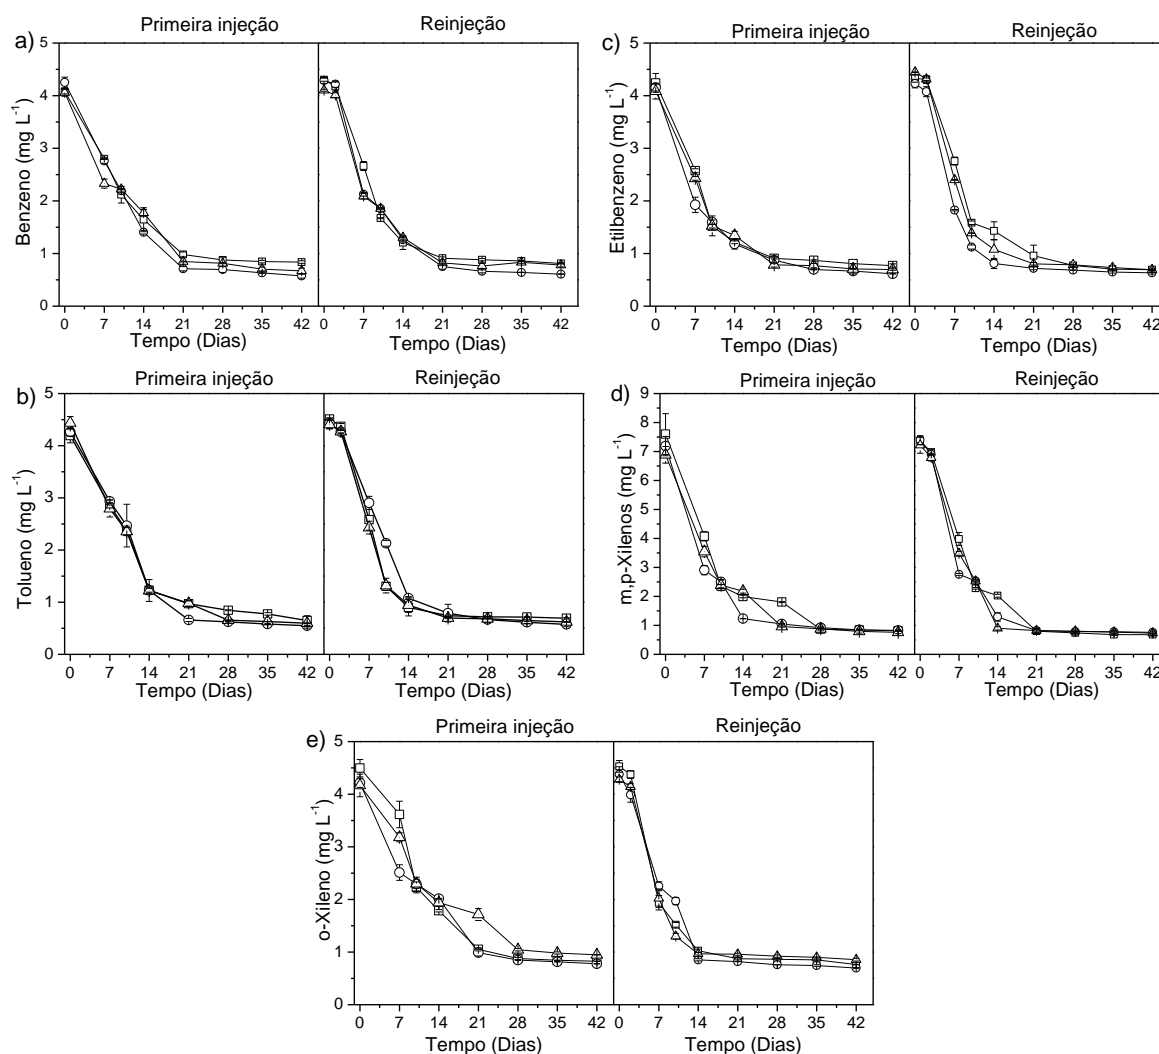 a)
Primeira injeção
Reinjeção
Benzeno (mg L⁻¹)
5
4
3
2
1
0
0 7 14 21 28 35 42 0 7 14 21 28 35 42
Tempo (Dias) Tempo (Dias)
c)
Primeira injeção
Reinjeção
Etilbenzeno (mg L⁻¹)
5
4
3
2
1
0
0 7 14 21 28 35 42 0 7 14 21 28 35 42
Tempo (Dias) Tempo (Dias)
b)
Primeira injeção
Reinjeção
Tolueno (mg L⁻¹)
5
4
3
2
1
0
0 7 14 21 28 35 42 0 7 14 21 28 35 42
Tempo (Dias) Tempo (Dias)
d)
Primeira injeção
Reinjeção
m,p-Xilenos (mg L⁻¹)
9
8
7
6
5
4
3
2
1
0
0 7 14 21 28 35 42 0 7 14 21 28 35 42
Tempo (Dias) Tempo (Dias)
e)
Primeira injeção
Reinjeção
o-Xileno (mg L⁻¹)
5
4
3
2
1
0
0 7 14 21 28 35 42 0 7 14 21 28 35 42
Tempo (Dias) Tempo (Dias)